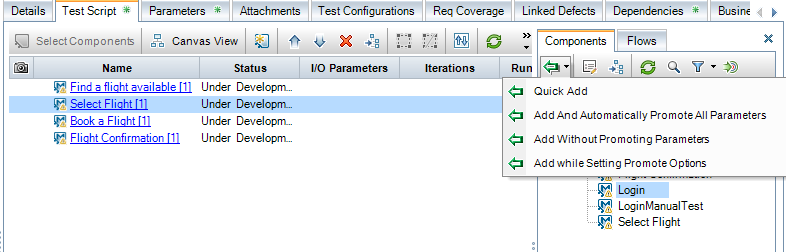 Details Test Script * Parameters * Attachments Test Configurations Req Coverage Linked Defects Dependencies * Busine
Select Components Canvas View
Components Flows
Name Status I/O Parameters Iterations Run
Find a flight available [1] Under Developm...
Select Flight [1] Under Developm...
Book a Flight [1] Under Developm...
Flight Confirmation [1] Under Developm...
Quick Add
Add And Automatically Promote All Parameters
Add Without Promoting Parameters
Add while Setting Promote Options
Flight Confirmation
Login
LoginManualTest
Select Flight